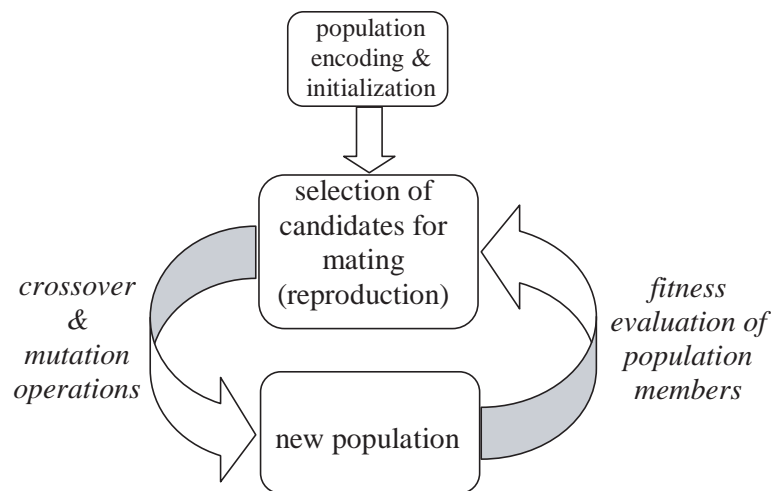 population
encoding &
initialization
selection of
candidates for
mating
(reproduction)
crossover
&
mutation
operations
fitness
evaluation of
population
members
new population